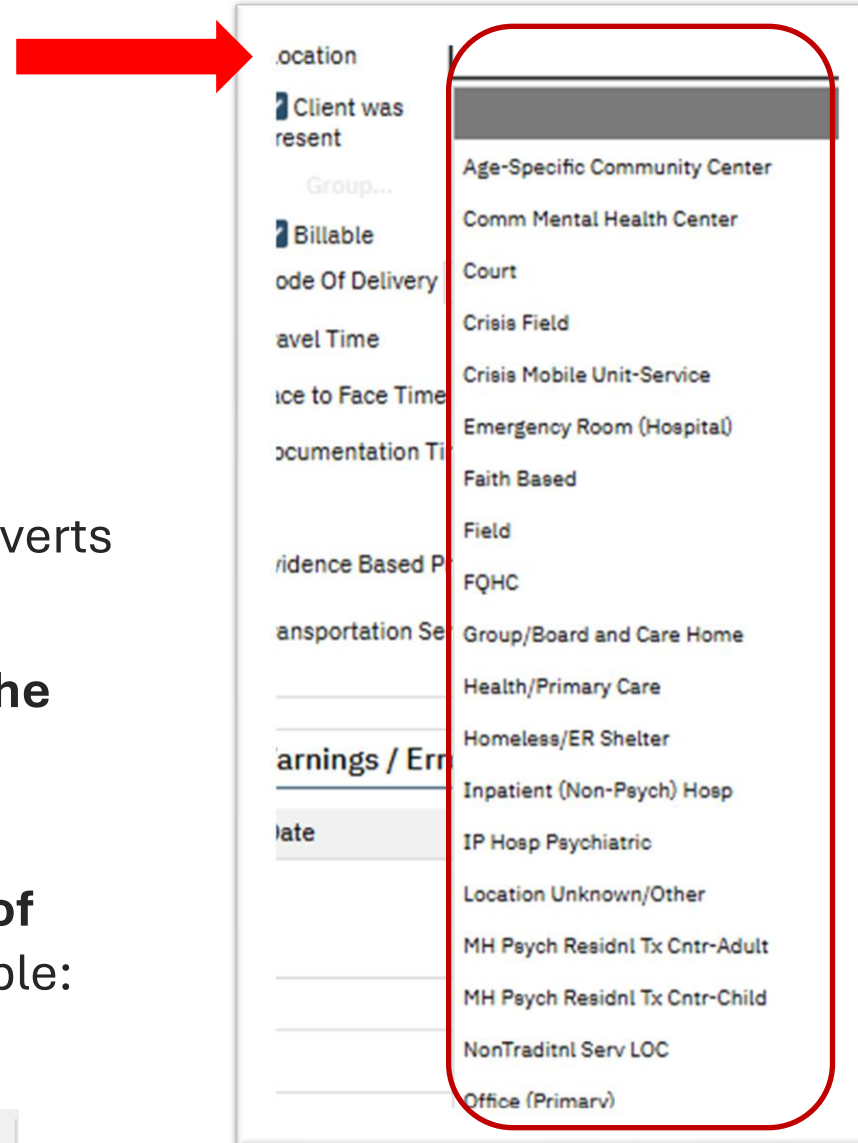 ocation
Client was
resent
Group...
Billable
ode Of Delivery
avel Time
ace to Face Time
ocumentation Ti
vidence Based P
ansportation Se
arnings / Err
ate
Age-Specific Community Center
Comm Mental Health Center
Court
Crisis Field
Crisis Mobile Unit-Service
Emergency Room (Hospital)
Faith Based
Field
FQHC
Group/Board and Care Home
Health/Primary Care
Homeless/ER Shelter
Inpatient (Non-Psych) Hosp
IP Hosp Psychiatric
Location Unknown/Other
MH Psych Residnl Tx Cntr-Adult
MH Psych Residnl Tx Cntr-Child
NonTraditnl Serv LOC
Office (Primary)
verts
he
of
ole: